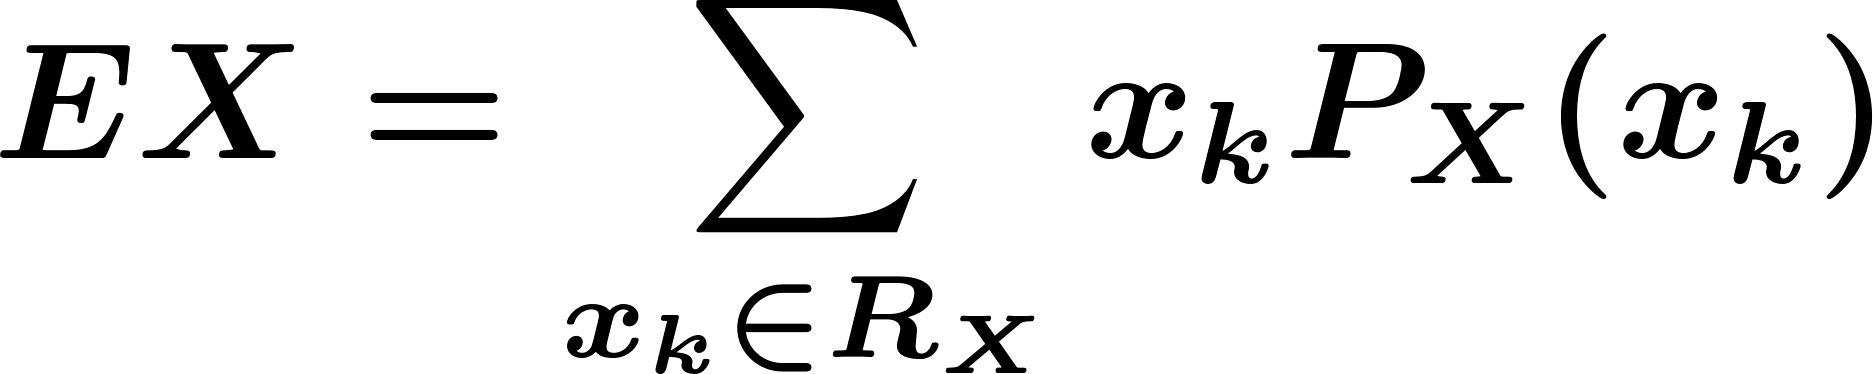 EX = ∑ x_k P_X(x_k)
x_k∈R_X